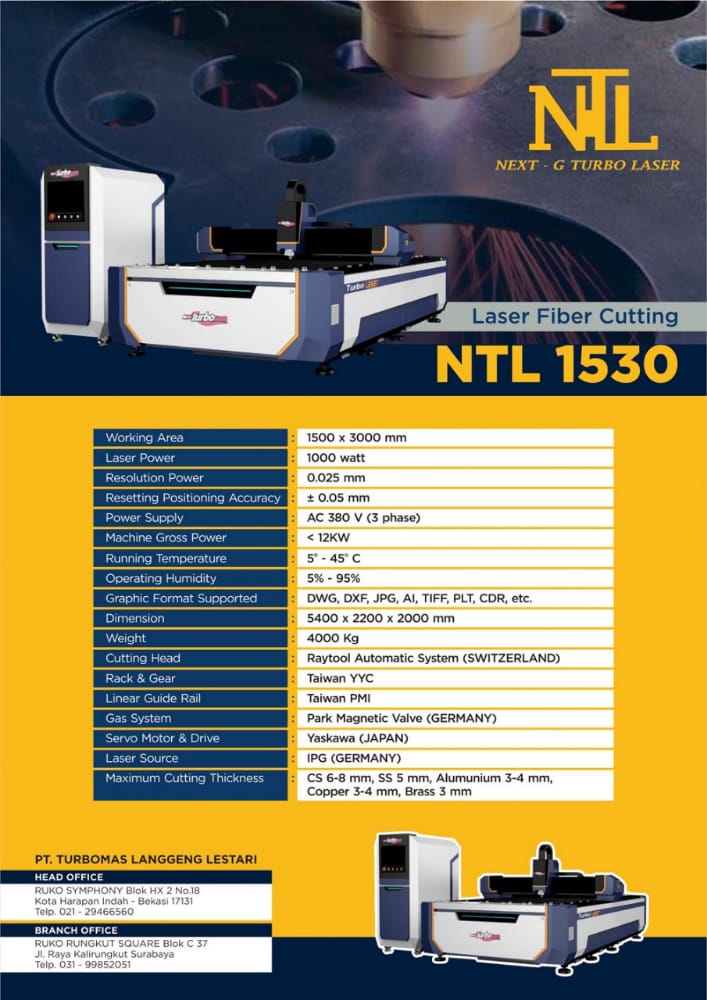 NTL
NEXT - G TURBO LASER
Turbo
Turbo LASER
Turbo
Laser Fiber Cutting
NTL 1530
Working Area : 1500 x 3000 mm
Laser Power : 1000 watt
Resolution Power : 0.025 mm
Resetting Positioning Accuracy : ± 0.05 mm
Power Supply : AC 380 V (3 phase)
Machine Gross Power : < 12KW
Running Temperature : 5° - 45° C
Operating Humidity : 5% - 95%
Graphic Format Supported : DWG, DXF, JPG, AI, TIFF, PLT, CDR, etc.
Dimension : 5400 x 2200 x 2000 mm
Weight : 4000 Kg
Cutting Head : Raytool Automatic System (SWITZERLAND)
Rack & Gear : Taiwan YYC
Linear Guide Rail : Taiwan PMI
Gas System : Park Magnetic Valve (GERMANY)
Servo Motor & Drive : Yaskawa (JAPAN)
Laser Source : IPG (GERMANY)
Maximum Cutting Thickness : CS 6-8 mm, SS 5 mm, Alumunium 3-4 mm,
Copper 3-4 mm, Brass 3 mm
PT. TURBOMAS LANGGENG LESTARI
HEAD OFFICE
RUKO SYMPHONY Blok HX 2 No.18
Kota Harapan Indah - Bekasi 17131
Telp. 021 - 29466560
BRANCH OFFICE
RUKO RUNGKUT SQUARE Blok C 37
Jl. Raya Kalirungkut Surabaya
Telp. 031 - 99852051
Turbo